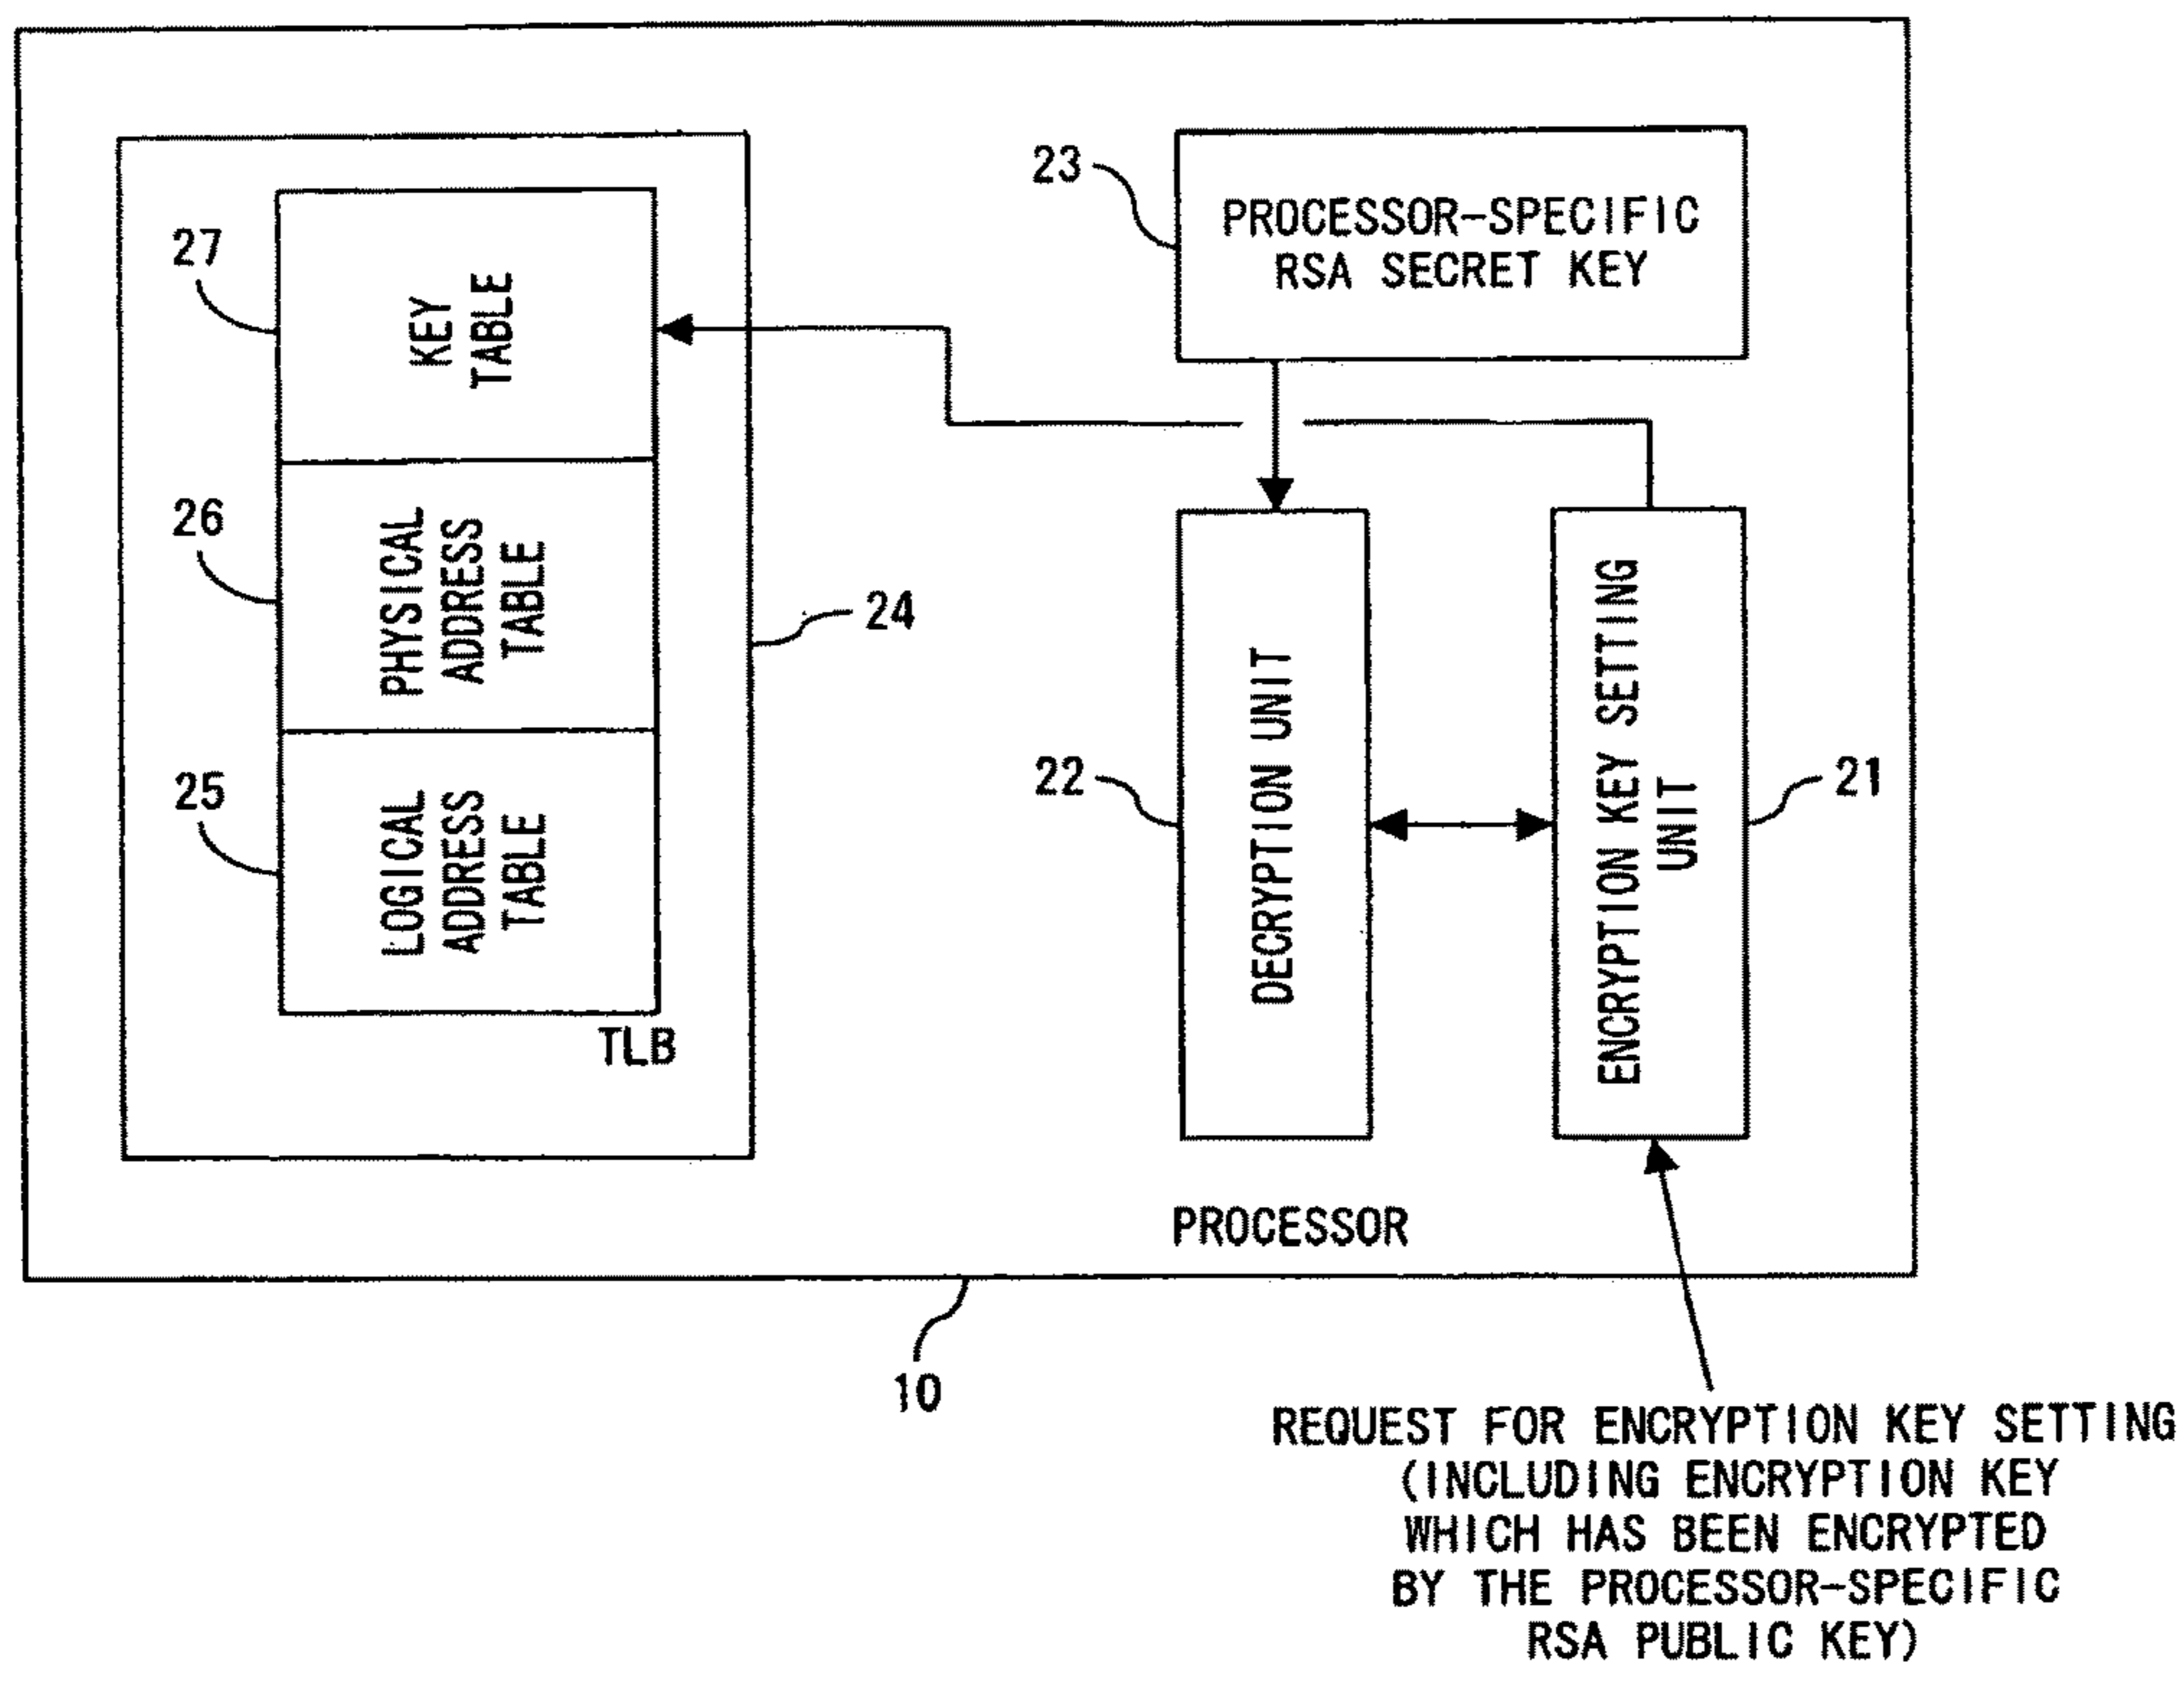 23
PROCESSOR-SPECIFIC
RSA SECRET KEY
27
KEY
TABLE
26
PHYSICAL
ADDRESS
TABLE
24
25
LOGICAL
ADDRESS
TABLE
TLB
22
DECRYPTION UNIT
ENCRYPTION KEY SETTING
UNIT
21
PROCESSOR
10
REQUEST FOR ENCRYPTION KEY SETTING
(INCLUDING ENCRYPTION KEY
WHICH HAS BEEN ENCRYPTED
BY THE PROCESSOR-SPECIFIC
RSA PUBLIC KEY)